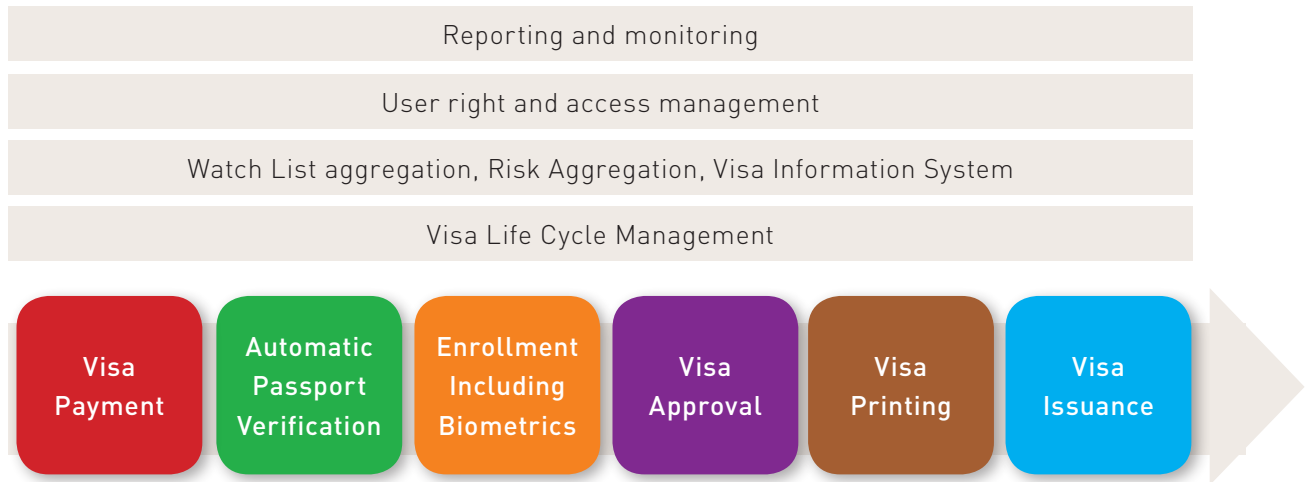 Reporting and monitoring
User right and access management
Watch List aggregation, Risk Aggregation, Visa Information System
Visa Life Cycle Management
Visa
Payment
Automatic
Passport
Verification
Enrollment
Including
Biometrics
Visa
Approval
Visa
Printing
Visa
Issuance